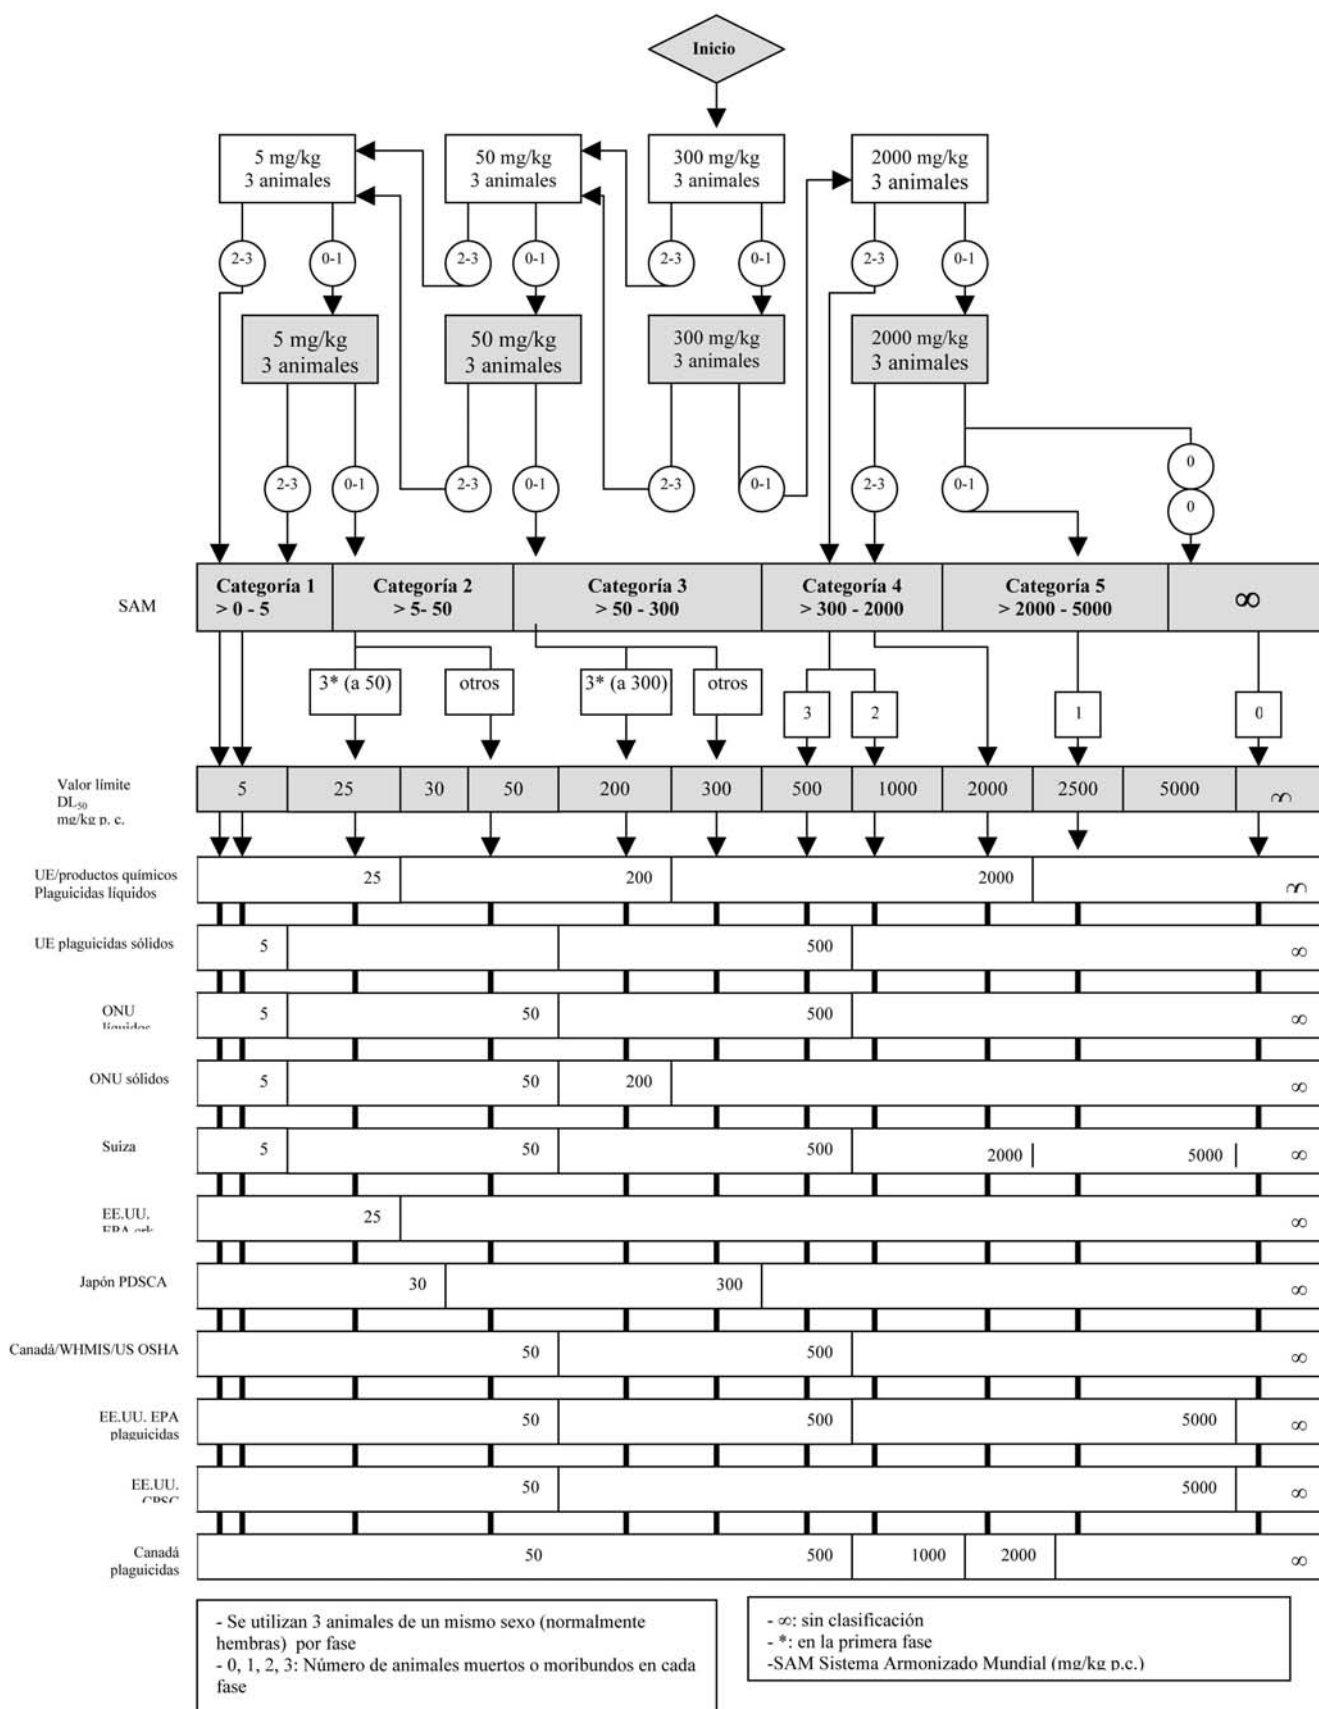 Inicio
5 mg/kg
3 animales
50 mg/kg
3 animales
300 mg/kg
3 animales
2000 mg/kg
3 animales
2-3
0-1
2-3
0-1
2-3
0-1
2-3
0-1
5 mg/kg
3 animales
50 mg/kg
3 animales
300 mg/kg
3 animales
2000 mg/kg
3 animales
2-3
0-1
2-3
0-1
2-3
0-1
2-3
0-1
0
0
SAM
Categoría 1
> 0 - 5
Categoría 2
> 5- 50
Categoría 3
> 50 - 300
Categoría 4
> 300 - 2000
Categoría 5
> 2000 - 5000
∞
3* (a 50)
otros
3* (a 300)
otros
3
2
1
0
Valor límite
DL50
mg/kg p. c.
5 25 30 50 200 300 500 1000 2000 2500 5000 ∞
UE/productos químicos
Plaguicidas líquidos
25 200 2000 ∞
UE plaguicidas sólidos
5 500 ∞
ONU
líquidos
5 50 500 ∞
ONU sólidos
5 50 200 ∞
Suiza
5 50 500 2000 5000 ∞
EE.UU.
EPA
25 ∞
Japón PDSCA
30 300 ∞
Canadá/WHMIS/US OSHA
50 500 ∞
EE.UU. EPA
plaguicidas
50 500 5000 ∞
EE.UU.
CPSC
50 5000 ∞
Canadá
plaguicidas
50 500 1000 2000 ∞
- Se utilizan 3 animales de un mismo sexo (normalmente
hembras) por fase
- 0, 1, 2, 3: Número de animales muertos o moribundos en cada
fase
- ∞: sin clasificación
- *: en la primera fase
-SAM Sistema Armonizado Mundial (mg/kg p.c.)